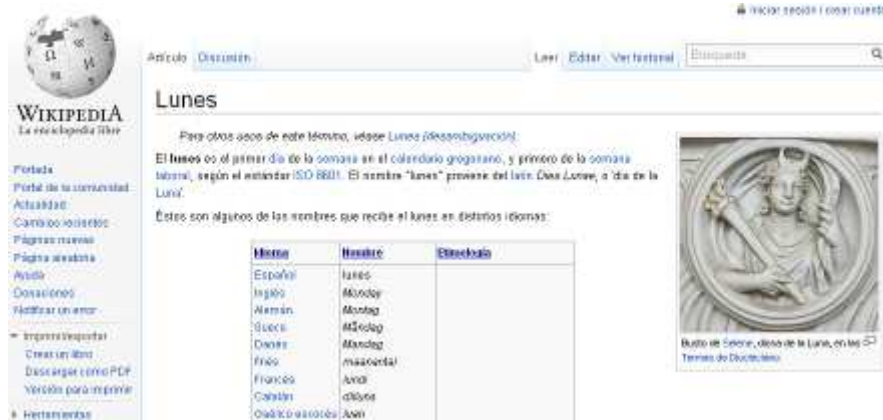 Iniciar sesión / crear cuenta
Artículo Discusión
Leer Editar Ver historial Búsqueda
WIKIPEDIA
La enciclopedia libre
Lunes
Para otros usos de este término, véase Lunes (desambiguación).
El lunes es el primer día de la semana en el calendario gregoriano, y primero de la semana
laboral, según el estándar ISO 8601. El nombre "lunes" proviene del latín Dies Lunae, o 'día de la
Luna'.
Éstos son algunos de los nombres que recibe el lunes en distintos idiomas:
Portada
Portal de la comunidad
Actualidad
Cambios recientes
Páginas nuevas
Página aleatoria
Ayuda
Donaciones
Notificar un error
Imprimir/exportar
Crear un libro
Descargar como PDF
Versión para imprimir
Herramientas
Idioma Nombre Etimología
Español lunes
Inglés Monday
Alemán Montag
Sueco Måndag
Danés Mandag
Finés maanantai
Francés lundi
Catalán dilluns
Gaélico escocés
Busto de Selene, diosa de la Luna, en las
Termas de Diocleciano